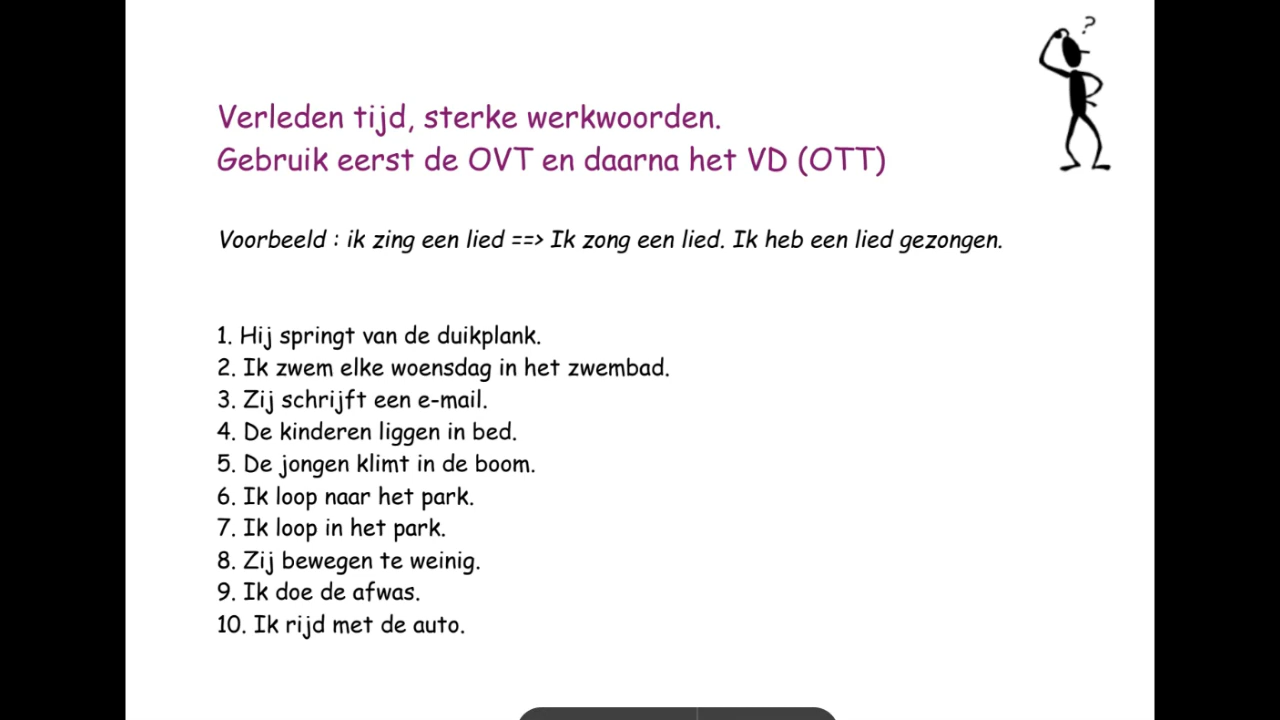 ?
Verleden tijd, sterke werkwoorden.
Gebruik eerst de OVT en daarna het VD (OTT)
Voorbeeld : ik zing een lied ==> Ik zong een lied. Ik heb een lied gezongen.
1. Hij springt van de duikplank.
2. Ik zwem elke woensdag in het zwembad.
3. Zij schrijft een e-mail.
4. De kinderen liggen in bed.
5. De jongen klimt in de boom.
6. Ik loop naar het park.
7. Ik loop in het park.
8. Zij bewegen te weinig.
9. Ik doe de afwas.
10. Ik rijd met de auto.